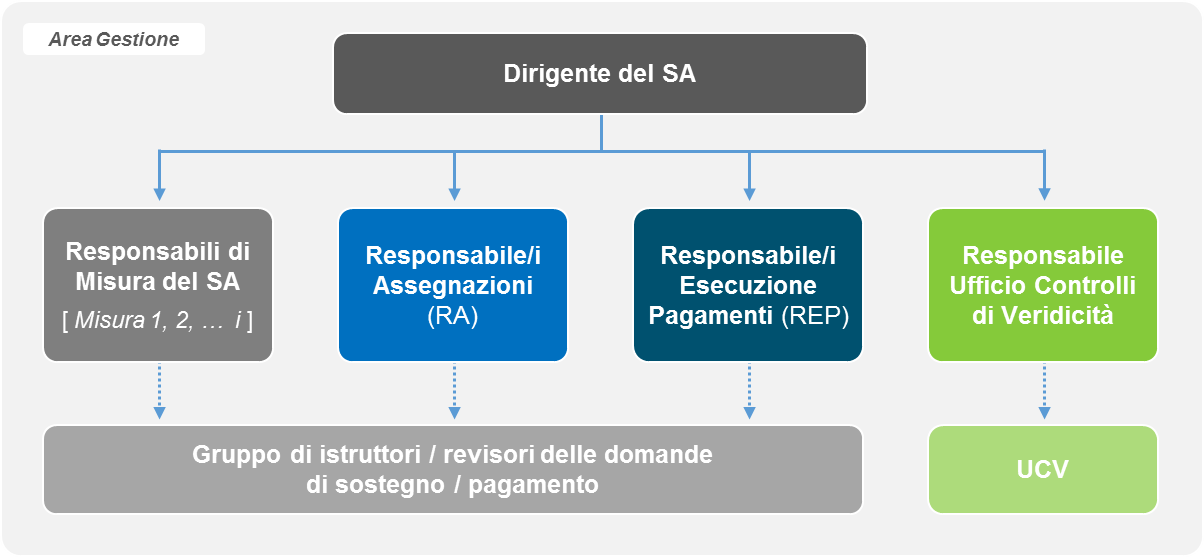 Area Gestione
Dirigente del SA
Responsabili di
Misura del SA
[ Misura 1, 2, … i ]
Responsabile/i
Assegnazioni
(RA)
Responsabile/i
Esecuzione
Pagamenti (REP)
Responsabile
Ufficio Controlli
di Veridicità
Gruppo di istruttori / revisori delle domande
di sostegno / pagamento
UCV